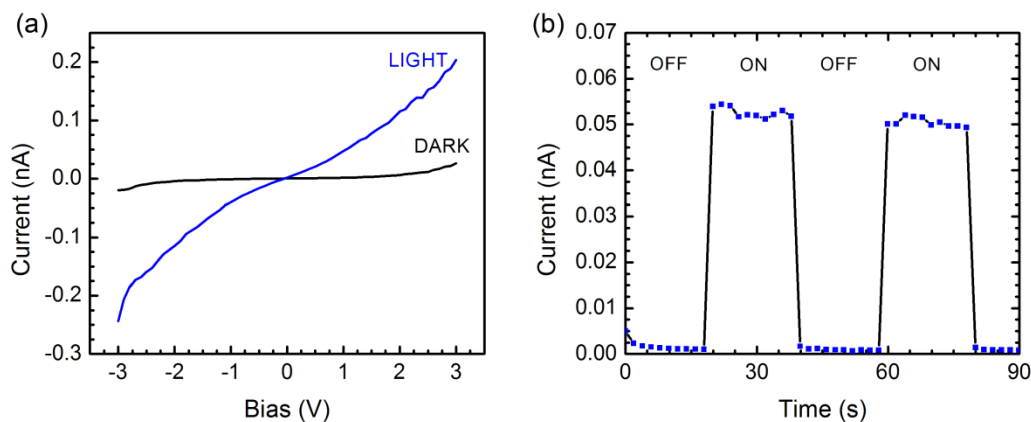 (a)
LIGHT
DARK
0.2
0.1
0.0
-0.1
-0.2
-0.3
Current (nA)
-3
-2
-1
0
1
2
3
Bias (V)
(b)
OFF
ON
OFF
ON
0.07
0.06
0.05
0.04
0.03
0.02
0.01
0.00
Current (nA)
0
30
60
90
Time (s)